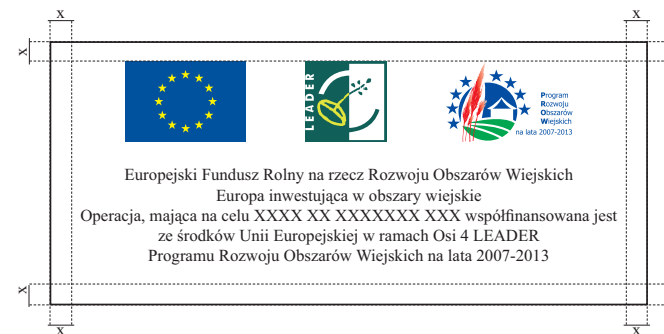 x x
x
LEADER
Program
Rozwoju
Obszarów
Wiejskich
na lata 2007-2013
Europejski Fundusz Rolny na rzecz Rozwoju Obszarów Wiejskich
Europa inwestująca w obszary wiejskie
Operacja, mająca na celu XXXX XX XXXXXXX XXX współfinansowana jest
ze środków Unii Europejskiej w ramach Osi 4 LEADER
Programu Rozwoju Obszarów Wiejskich na lata 2007-2013
x
x x